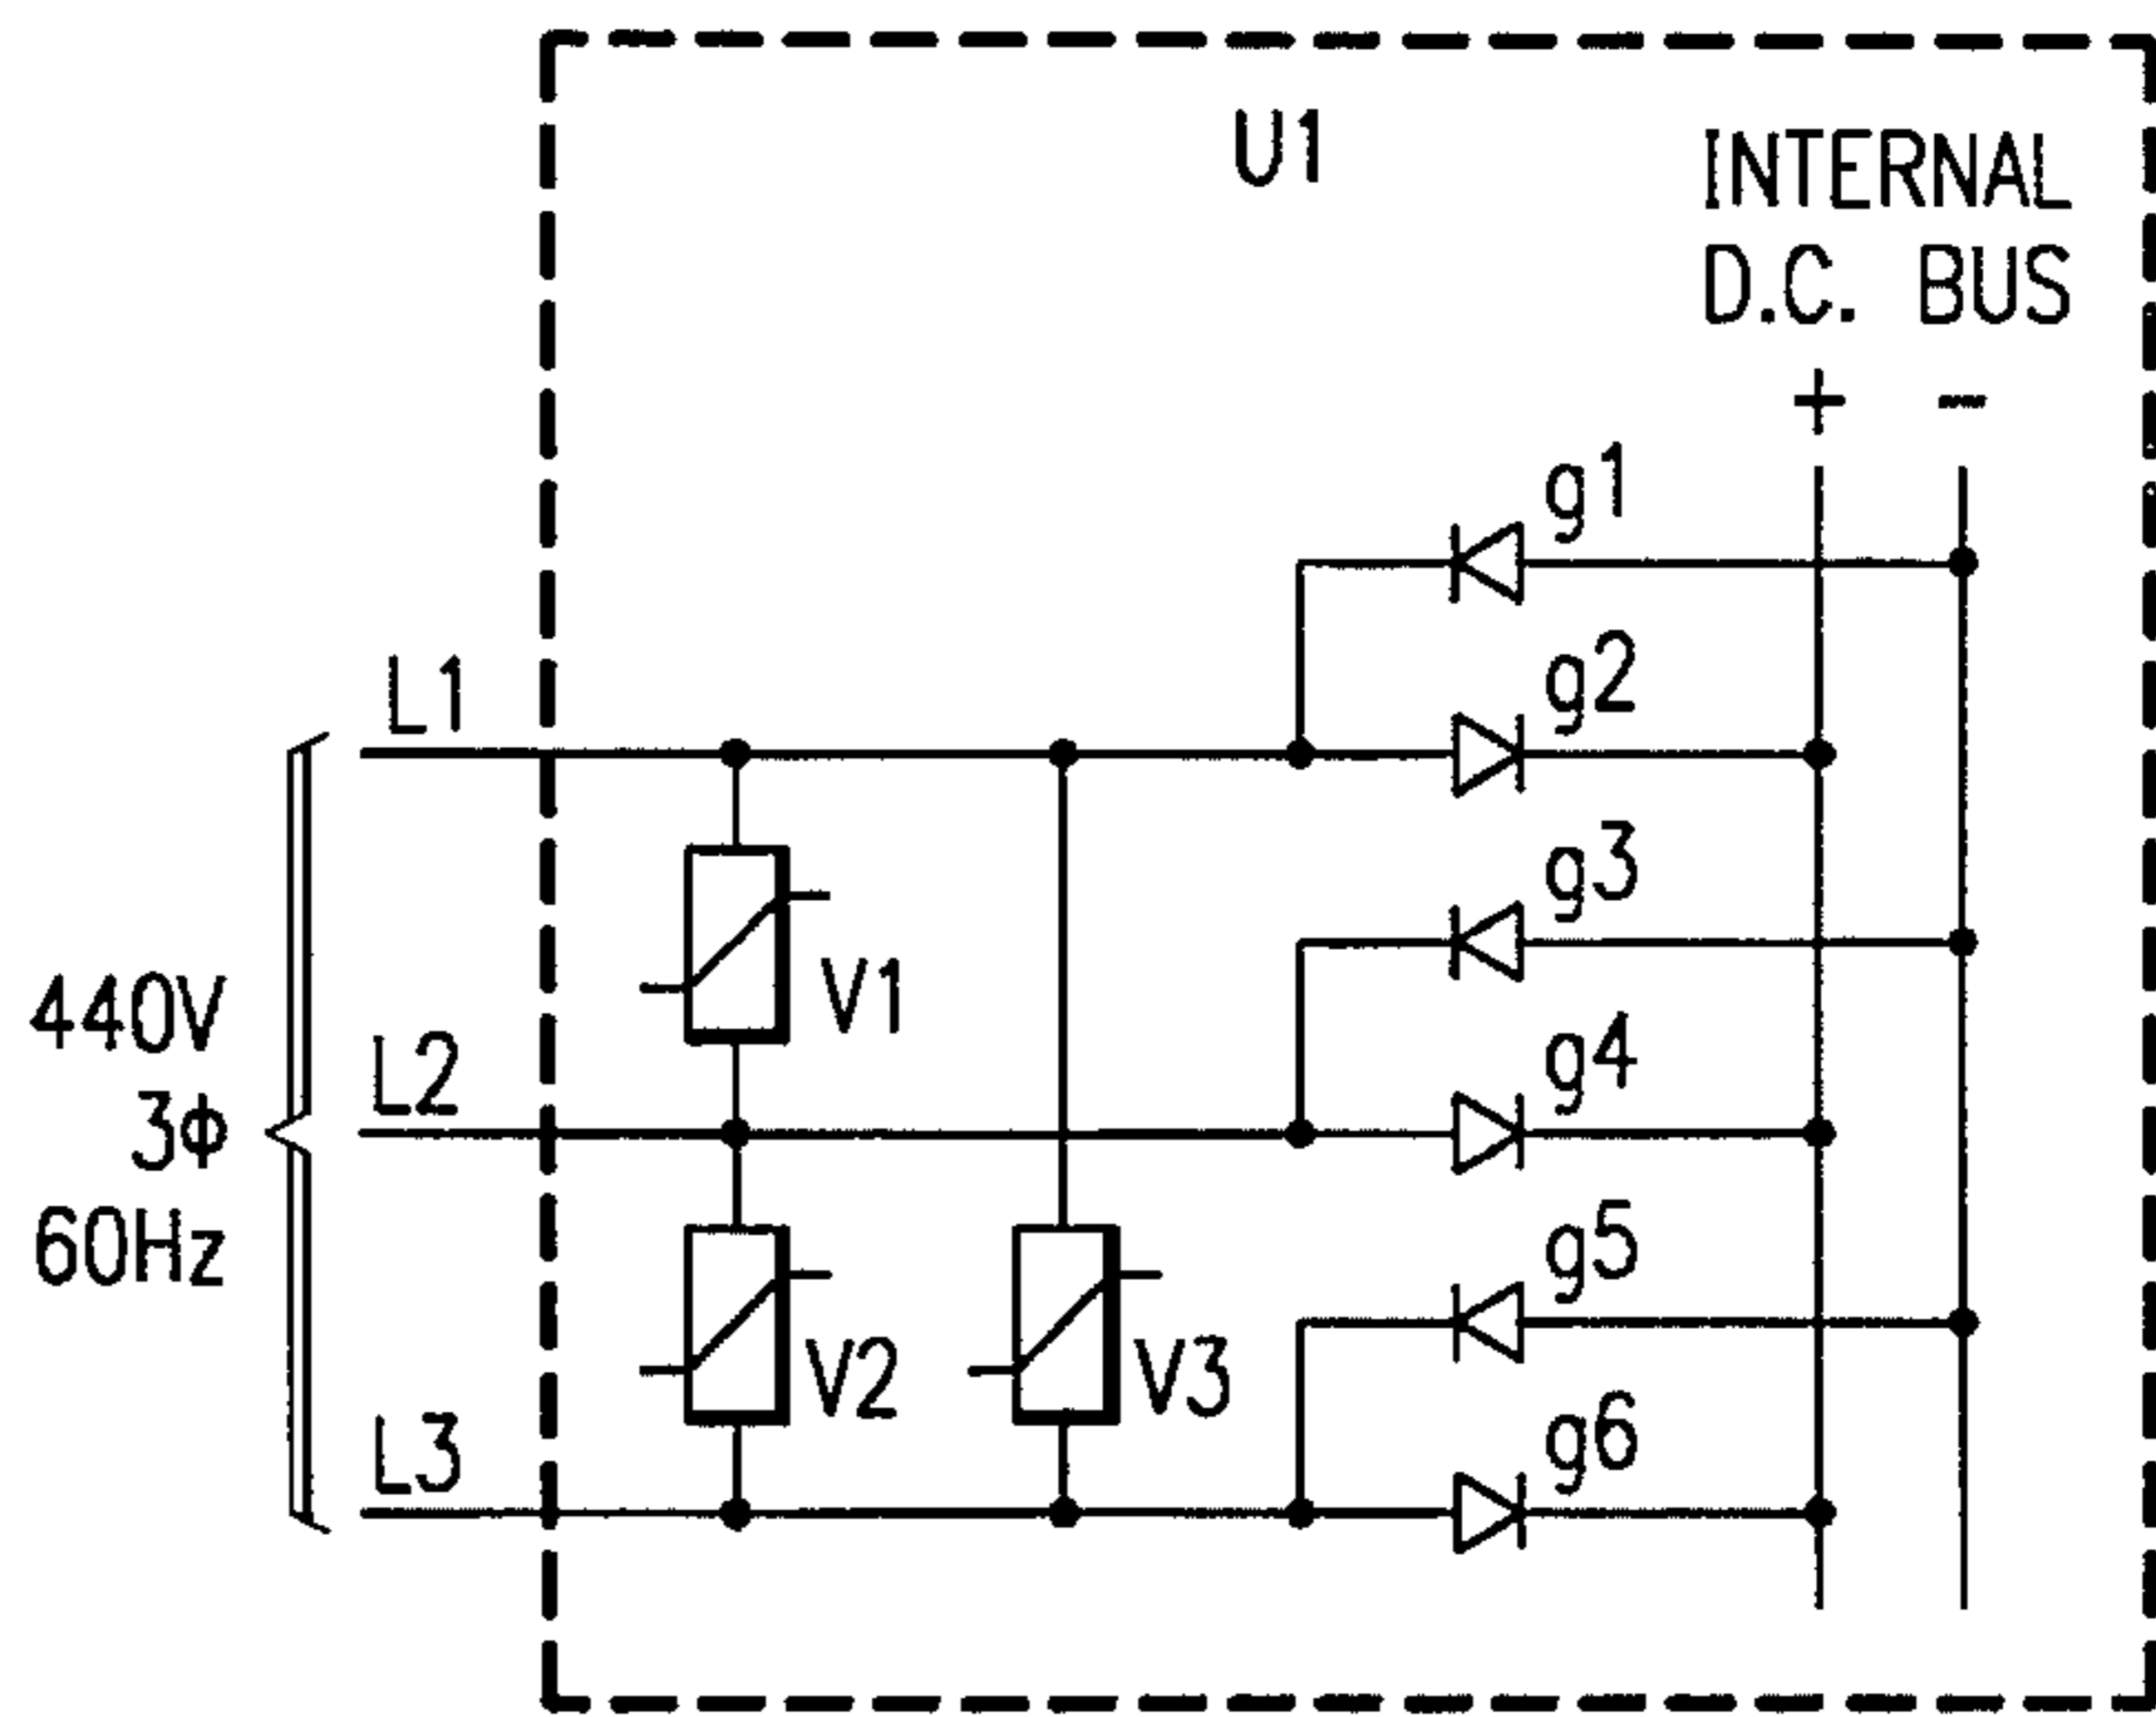 U1
INTERNAL
D.C. BUS
+ -
g1
g2
L1
g3
V1
g4
L2
440V
3Φ
60Hz
g5
V2
V3
g6
L3